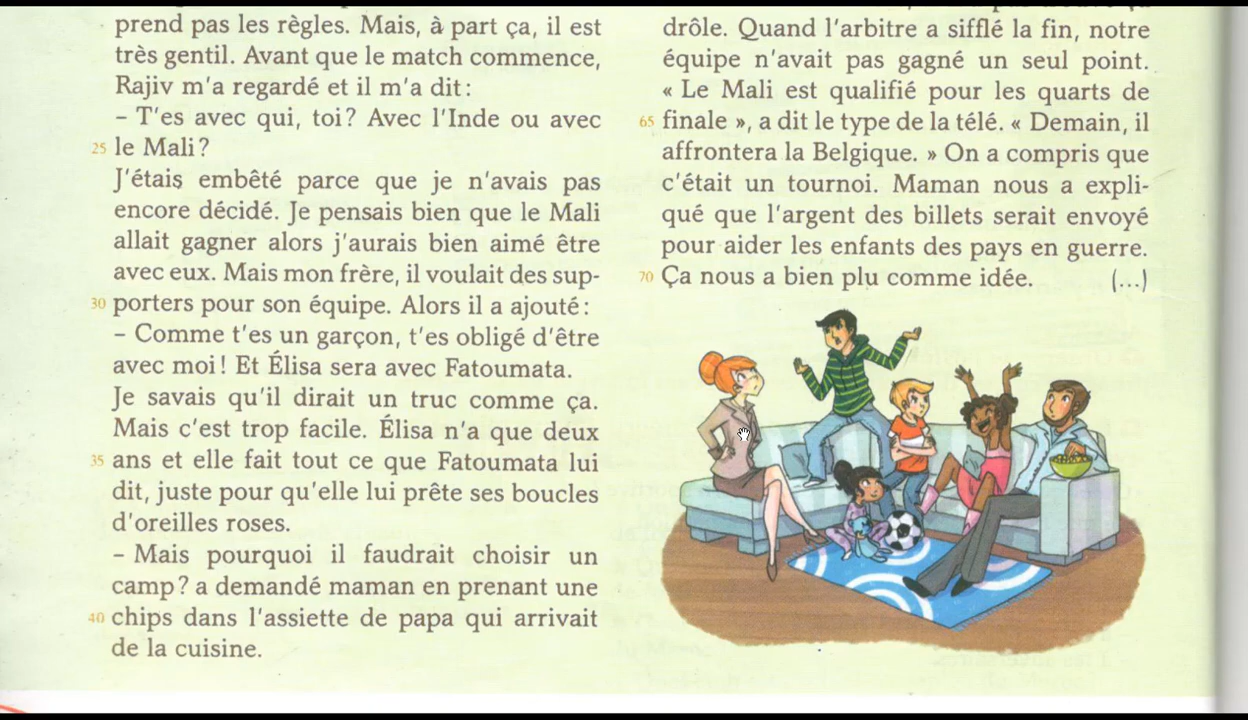 prend pas les règles. Mais, à part ça, il est
très gentil. Avant que le match commence,
Rajiv m'a regardé et il m'a dit :
– T'es avec qui, toi ? Avec l'Inde ou avec
25 le Mali ?
J'étais embêté parce que je n'avais pas
encore décidé. Je pensais bien que le Mali
allait gagner alors j'aurais bien aimé être
avec eux. Mais mon frère, il voulait des sup-
30 porters pour son équipe. Alors il a ajouté :
– Comme t'es un garçon, t'es obligé d'être
avec moi ! Et Élisa sera avec Fatoumata.
Je savais qu'il dirait un truc comme ça.
Mais c'est trop facile. Élisa n'a que deux
35 ans et elle fait tout ce que Fatoumata lui
dit, juste pour qu'elle lui prête ses boucles
d'oreilles roses.
– Mais pourquoi il faudrait choisir un
camp ? a demandé maman en prenant une
40 chips dans l'assiette de papa qui arrivait
de la cuisine.
drôle. Quand l'arbitre a sifflé la fin, notre
équipe n'avait pas gagné un seul point.
« Le Mali est qualifié pour les quarts de
65 finale », a dit le type de la télé. « Demain, il
affrontera la Belgique. » On a compris que
c'était un tournoi. Maman nous a expli-
qué que l'argent des billets serait envoyé
pour aider les enfants des pays en guerre.
70 Ça nous a bien plu comme idée. (...)